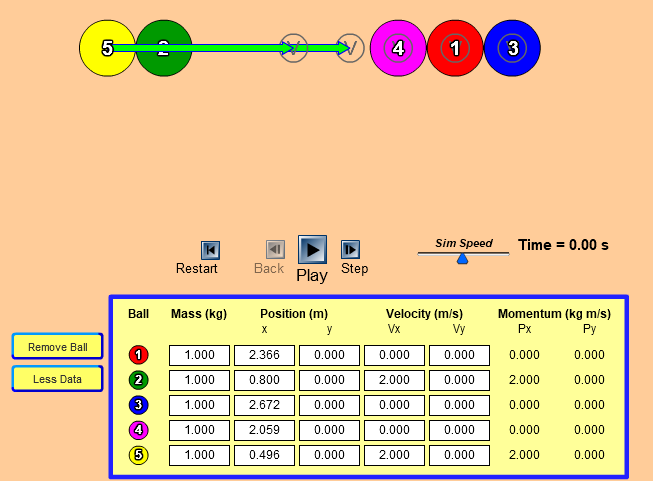 5 2 V V 4 1 3
Sim Speed
Time = 0.00 s
Restart Back Play Step
Ball Mass (kg) Position (m) Velocity (m/s) Momentum (kg m/s)
x y Vx Vy Px Py
Remove Ball
Less Data
1 1.000 2.366 0.000 0.000 0.000 0.000 0.000
2 1.000 0.800 0.000 2.000 0.000 2.000 0.000
3 1.000 2.672 0.000 0.000 0.000 0.000 0.000
4 1.000 2.059 0.000 0.000 0.000 0.000 0.000
5 1.000 0.496 0.000 2.000 0.000 2.000 0.000